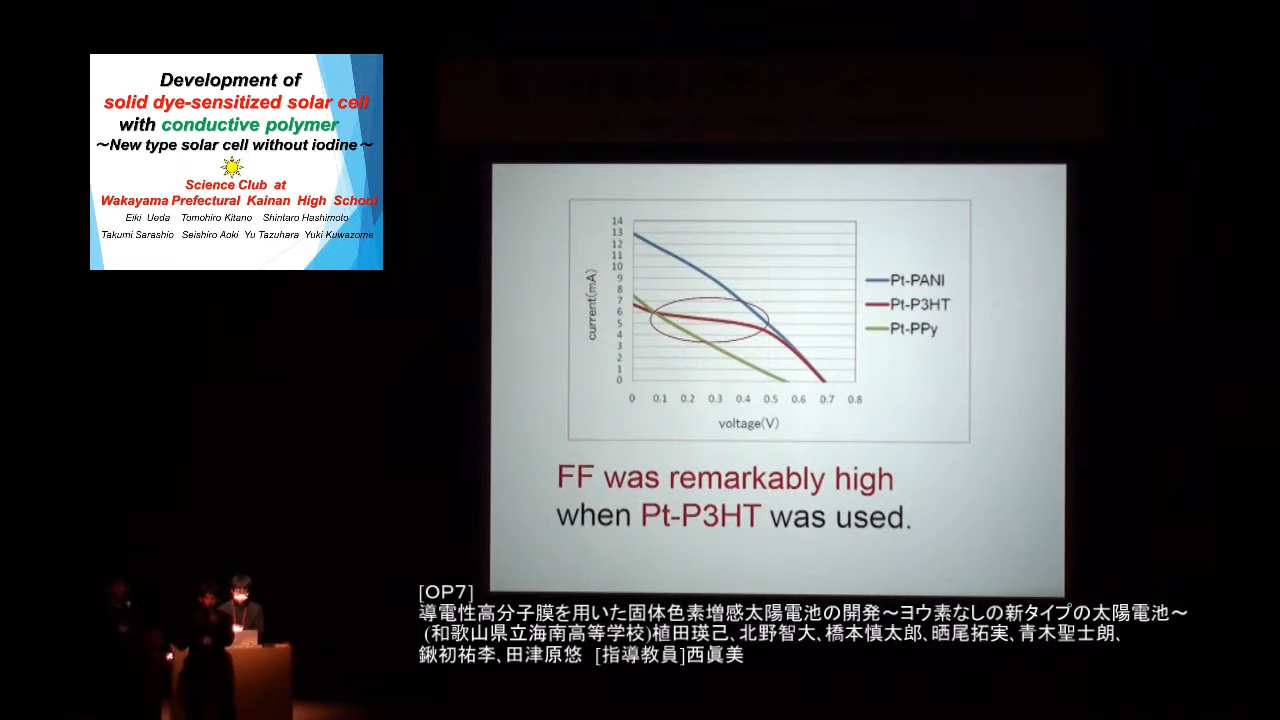 Development of
solid dye-sensitized solar cell
with conductive polymer
～New type solar cell without iodine～
Science Club at
Wakayama Prefectural Kainan High School
Eiki Ueda Tomohiro Kitano Shintaro Hashimoto
Takumi Sarashio Seishiro Aoki Yu Tazuhara Yuki Kuwazome
14
13
12
11
10
9
8
7
6
5
4
3
2
1
0
current(mA)
0 0.1 0.2 0.3 0.4 0.5 0.6 0.7 0.8
voltage(V)
Pt-PANI
Pt-P3HT
Pt-PPy
FF was remarkably high
when Pt-P3HT was used.
[OP7]
導電性高分子膜を用いた固体色素増感太陽電池の開発～ヨウ素なしの新タイプの太陽電池～
(和歌山県立海南高等学校)植田瑛己、北野智大、橋本慎太郎、晒尾拓実、青木聖士朗、
鍬初祐李、田津原悠 [指導教員]西眞美